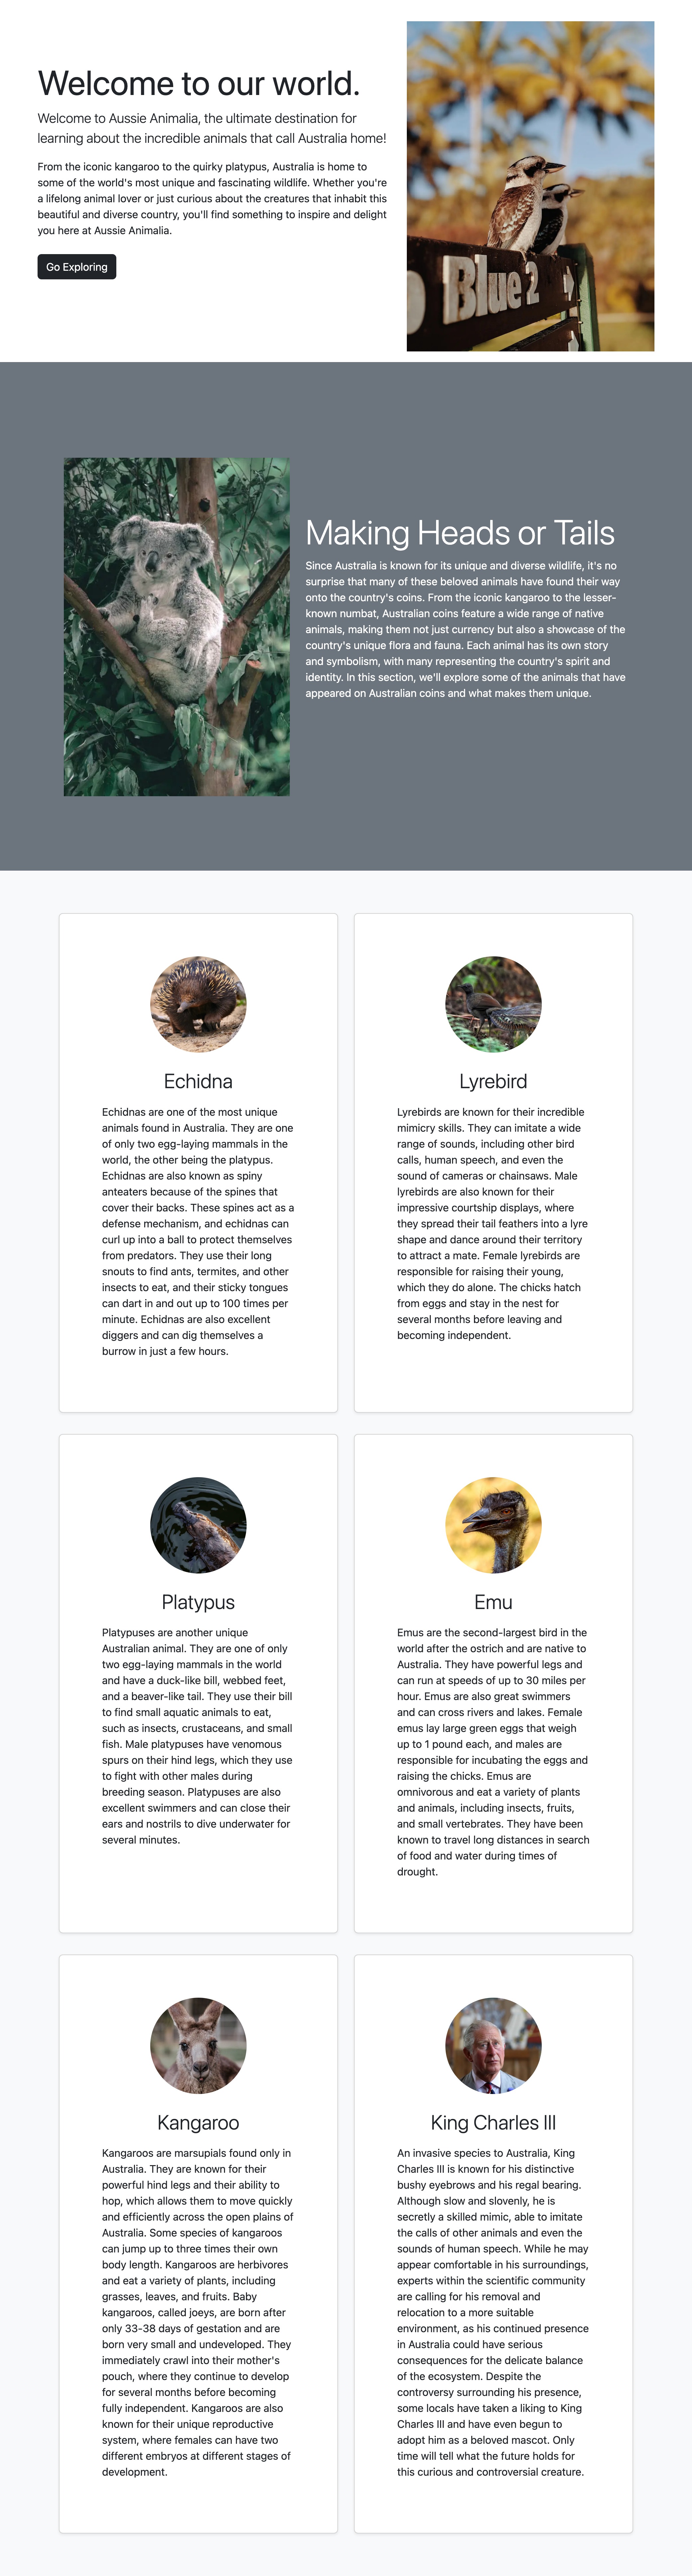 Welcome to our world.
Welcome to Aussie Animalia, the ultimate destination for
learning about the incredible animals that call Australia home!
From the iconic kangaroo to the quirky platypus, Australia is home to
some of the world's most unique and fascinating wildlife. Whether you're
a lifelong animal lover or just curious about the creatures that inhabit this
beautiful and diverse country, you'll find something to inspire and delight
you here at Aussie Animalia.
Go Exploring
Blue 2
Making Heads or Tails
Since Australia is known for its unique and diverse wildlife, it's no
surprise that many of these beloved animals have found their way
onto the country's coins. From the iconic kangaroo to the lesser-
known numbat, Australian coins feature a wide range of native
animals, making them not just currency but also a showcase of the
country's unique flora and fauna. Each animal has its own story
and symbolism, with many representing the country's spirit and
identity. In this section, we'll explore some of the animals that have
appeared on Australian coins and what makes them unique.
Echidna
Echidnas are one of the most unique
animals found in Australia. They are one
of only two egg-laying mammals in the
world, the other being the platypus.
Echidnas are also known as spiny
anteaters because of the spines that
cover their backs. These spines act as a
defense mechanism, and echidnas can
curl up into a ball to protect themselves
from predators. They use their long
snouts to find ants, termites, and other
insects to eat, and their sticky tongues
can dart in and out up to 100 times per
minute. Echidnas are also excellent
diggers and can dig themselves a
burrow in just a few hours.
Lyrebird
Lyrebirds are known for their incredible
mimicry skills. They can imitate a wide
range of sounds, including other bird
calls, human speech, and even the
sound of cameras or chainsaws. Male
lyrebirds are also known for their
impressive courtship displays, where
they spread their tail feathers into a lyre
shape and dance around their territory
to attract a mate. Female lyrebirds are
responsible for raising their young,
which they do alone. The chicks hatch
from eggs and stay in the nest for
several months before leaving and
becoming independent.
Platypus
Platypuses are another unique
Australian animal. They are one of only
two egg-laying mammals in the world
and have a duck-like bill, webbed feet,
and a beaver-like tail. They use their bill
to find small aquatic animals to eat,
such as insects, crustaceans, and small
fish. Male platypuses have venomous
spurs on their hind legs, which they use
to fight with other males during
breeding season. Platypuses are also
excellent swimmers and can close their
ears and nostrils to dive underwater for
several minutes.
Emu
Emus are the second-largest bird in the
world after the ostrich and are native to
Australia. They have powerful legs and
can run at speeds of up to 30 miles per
hour. Emus are also great swimmers
and can cross rivers and lakes. Female
emus lay large green eggs that weigh
up to 1 pound each, and males are
responsible for incubating the eggs and
raising the chicks. Emus are
omnivorous and eat a variety of plants
and animals, including insects, fruits,
and small vertebrates. They have been
known to travel long distances in search
of food and water during times of
drought.
Kangaroo
Kangaroos are marsupials found only in
Australia. They are known for their
powerful hind legs and their ability to
hop, which allows them to move quickly
and efficiently across the open plains of
Australia. Some species of kangaroos
can jump up to three times their own
body length. Kangaroos are herbivores
and eat a variety of plants, including
grasses, leaves, and fruits. Baby
kangaroos, called joeys, are born after
only 33-38 days of gestation and are
born very small and undeveloped. They
immediately crawl into their mother's
pouch, where they continue to develop
for several months before becoming
fully independent. Kangaroos are also
known for their unique reproductive
system, where females can have two
different embryos at different stages of
development.
King Charles III
An invasive species to Australia, King
Charles III is known for his distinctive
bushy eyebrows and his regal bearing.
Although slow and slovenly, he is
secretly a skilled mimic, able to imitate
the calls of other animals and even the
sounds of human speech. While he may
appear comfortable in his surroundings,
experts within the scientific community
are calling for his removal and
relocation to a more suitable
environment, as his continued presence
in Australia could have serious
consequences for the delicate balance
of the ecosystem. Despite the
controversy surrounding his presence,
some locals have taken a liking to King
Charles III and have even begun to
adopt him as a beloved mascot. Only
time will tell what the future holds for
this curious and controversial creature.